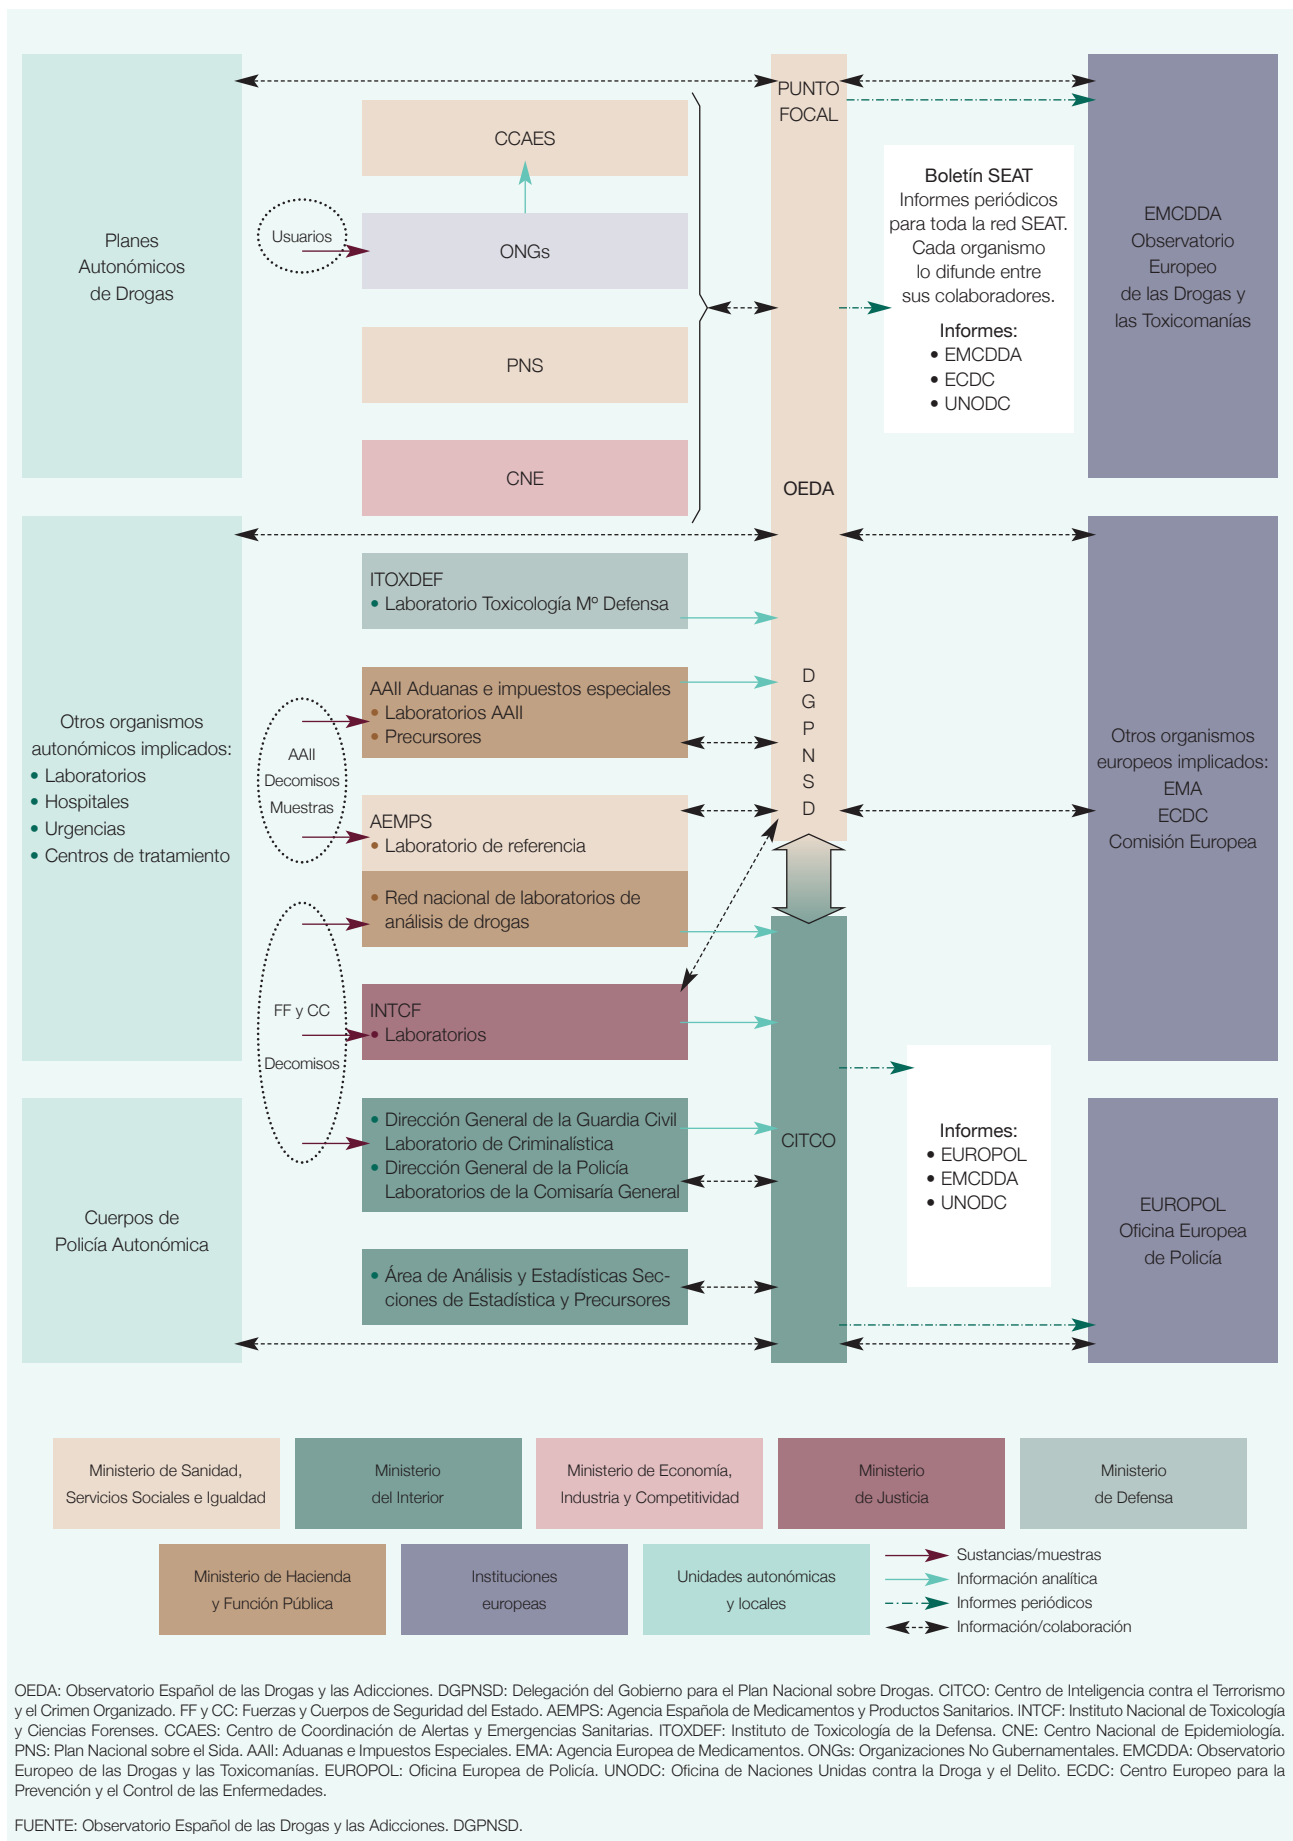 Planes
Autonómicos
de Drogas
CCAES
Usuarios
ONGs
PNS
CNE
PUNTO
FOCAL
Boletín SEAT
Informes periódicos
para toda la red SEAT.
Cada organismo
lo difunde entre
sus colaboradores.
Informes:
• EMCDDA
• ECDC
• UNODC
EMCDDA
Observatorio
Europeo
de las Drogas y
las Toxicomanías
OEDA
Otros organismos
autonómicos implicados:
• Laboratorios
• Hospitales
• Urgencias
• Centros de tratamiento
ITOXDEF
• Laboratorio Toxicología Mº Defensa
AAII Aduanas e impuestos especiales
• Laboratorios AAII
• Precursores
AAII
Decomisos
Muestras
AEMPS
• Laboratorio de referencia
• Red nacional de laboratorios de
análisis de drogas
FF y CC
Decomisos
INTCF
• Laboratorios
D
G
P
N
S
D
Otros organismos
europeos implicados:
EMA
ECDC
Comisión Europea
Cuerpos de
Policía Autonómica
• Dirección General de la Guardia Civil
Laboratorio de Criminalística
• Dirección General de la Policía
Laboratorios de la Comisaría General
• Área de Análisis y Estadísticas Sec-
ciones de Estadística y Precursores
CITCO
Informes:
• EUROPOL
• EMCDDA
• UNODC
EUROPOL
Oficina Europea
de Policía
Ministerio de Sanidad,
Servicios Sociales e Igualdad
Ministerio
del Interior
Ministerio de Economía,
Industria y Competitividad
Ministerio
de Justicia
Ministerio
de Defensa
Ministerio de Hacienda
y Función Pública
Instituciones
europeas
Unidades autonómicas
y locales
Sustancias/muestras
Información analítica
Informes periódicos
Información/colaboración
OEDA: Observatorio Español de las Drogas y las Adicciones. DGPNSD: Delegación del Gobierno para el Plan Nacional sobre Drogas. CITCO: Centro de Inteligencia contra el Terrorismo
y el Crimen Organizado. FF y CC: Fuerzas y Cuerpos de Seguridad del Estado. AEMPS: Agencia Española de Medicamentos y Productos Sanitarios. INTCF: Instituto Nacional de Toxicología
y Ciencias Forenses. CCAES: Centro de Coordinación de Alertas y Emergencias Sanitarias. ITOXDEF: Instituto de Toxicología de la Defensa. CNE: Centro Nacional de Epidemiología.
PNS: Plan Nacional sobre el Sida. AAII: Aduanas e Impuestos Especiales. EMA: Agencia Europea de Medicamentos. ONGs: Organizaciones No Gubernamentales. EMCDDA: Observatorio
Europeo de las Drogas y las Toxicomanías. EUROPOL: Oficina Europea de Policía. UNODC: Oficina de Naciones Unidas contra la Droga y el Delito. ECDC: Centro Europeo para la
Prevención y el Control de las Enfermedades.
FUENTE: Observatorio Español de las Drogas y las Adicciones. DGPNSD.